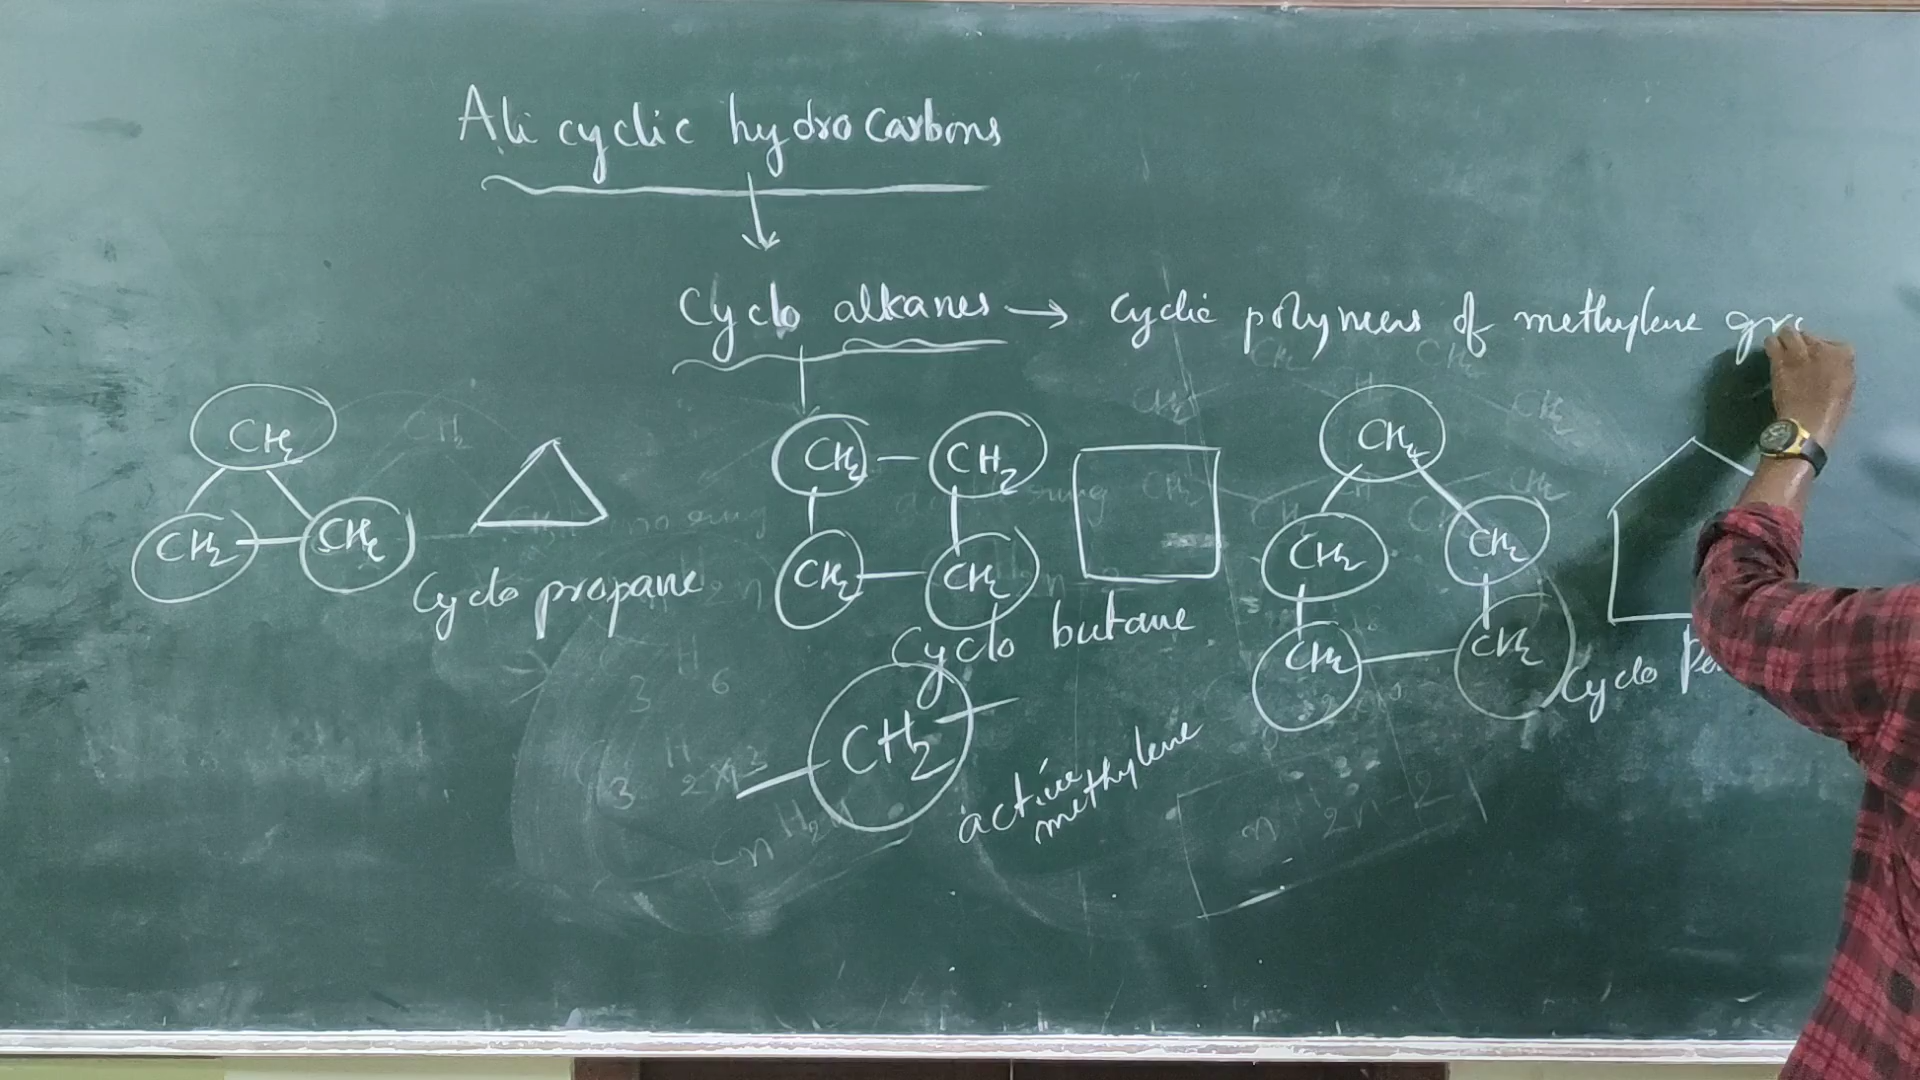 Ali cyclic hydro carbons
Cyclo alkanes → cyclic polymers of methylene gro
CH2
CH2 CH2
Cyclo propane
CH2 - CH2
CH2 - CH2
Cyclo butane
CH2
CH2 CH2
CH2 - CH2
Cyclo Pe
- CH2 -
active
methylene